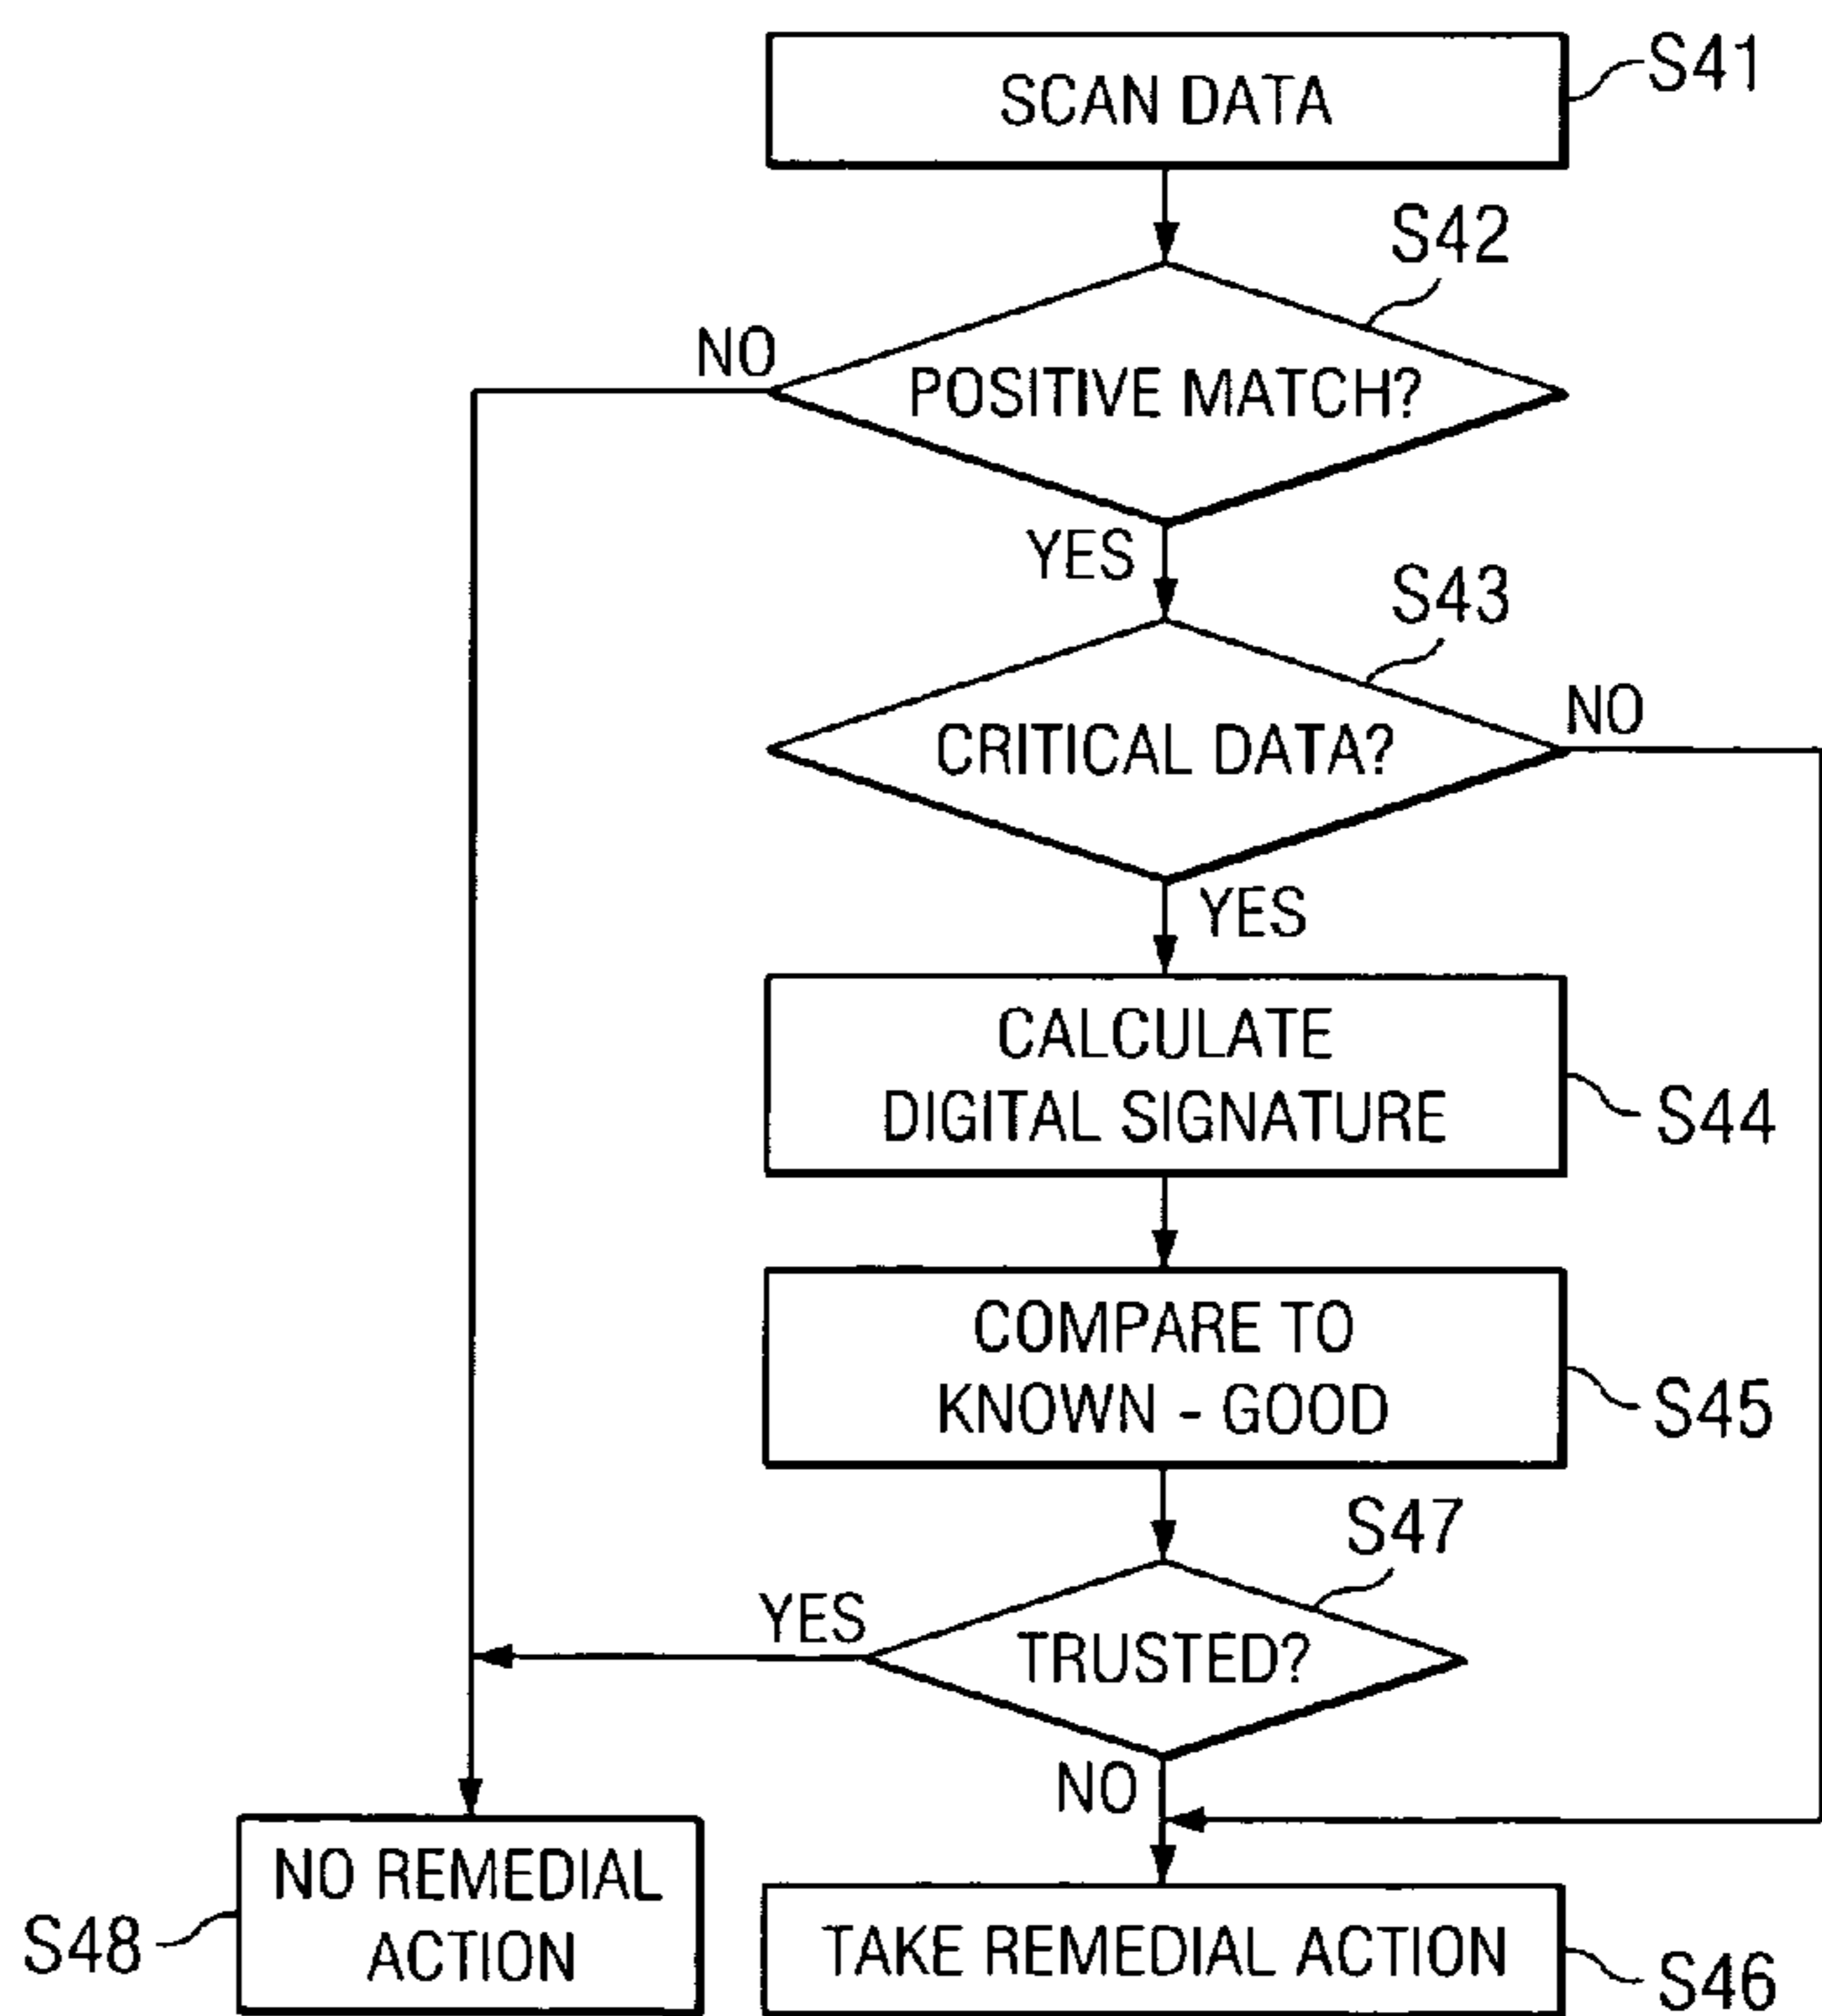 SCAN DATA
S41
S42
NO
POSITIVE MATCH?
YES
S43
NO
CRITICAL DATA?
YES
CALCULATE
DIGITAL SIGNATURE
S44
COMPARE TO
KNOWN - GOOD
S45
S47
YES
TRUSTED?
NO
NO REMEDIAL
ACTION
S48
TAKE REMEDIAL ACTION
S46